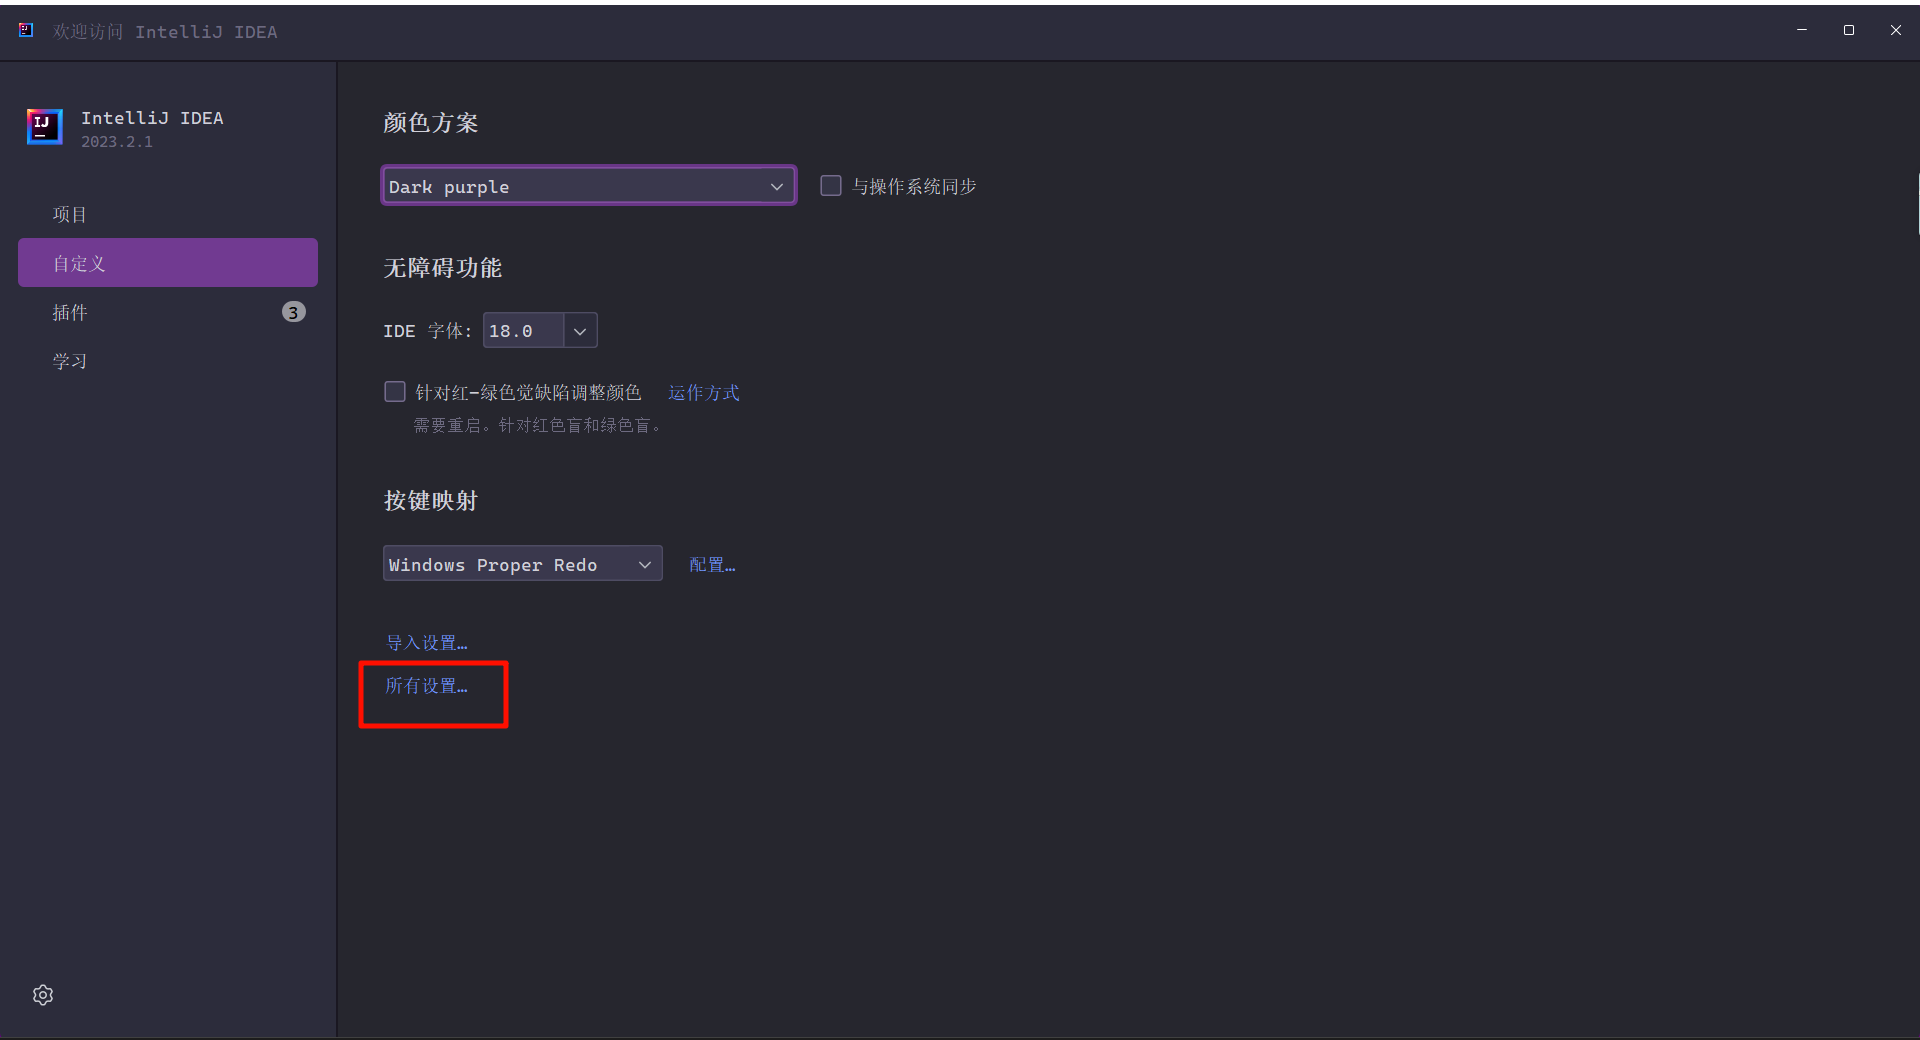 欢迎访问 IntelliJ IDEA
IntelliJ IDEA
2023.2.1
项目
自定义
插件 3
学习
颜色方案
Dark purple 与操作系统同步
无障碍功能
IDE 字体: 18.0
针对红-绿色觉缺陷调整颜色 运作方式
需要重启。针对红色盲和绿色盲。
按键映射
Windows Proper Redo 配置…
导入设置…
所有设置…